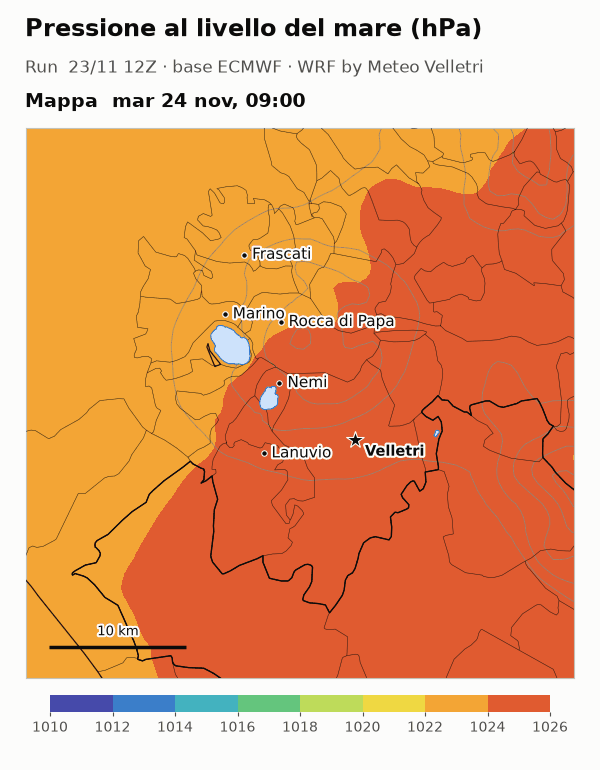 Pressione al livello del mare (hPa)
Run  23/11 12Z · base ECMWF · WRF by Meteo Velletri
Mappa  mar 24 nov, 09:00
Frascati
Marino
Rocca di Papa
Nemi
Velletri
Lanuvio
10 km
1010 1012 1014 1016 1018 1020 1022 1024 1026